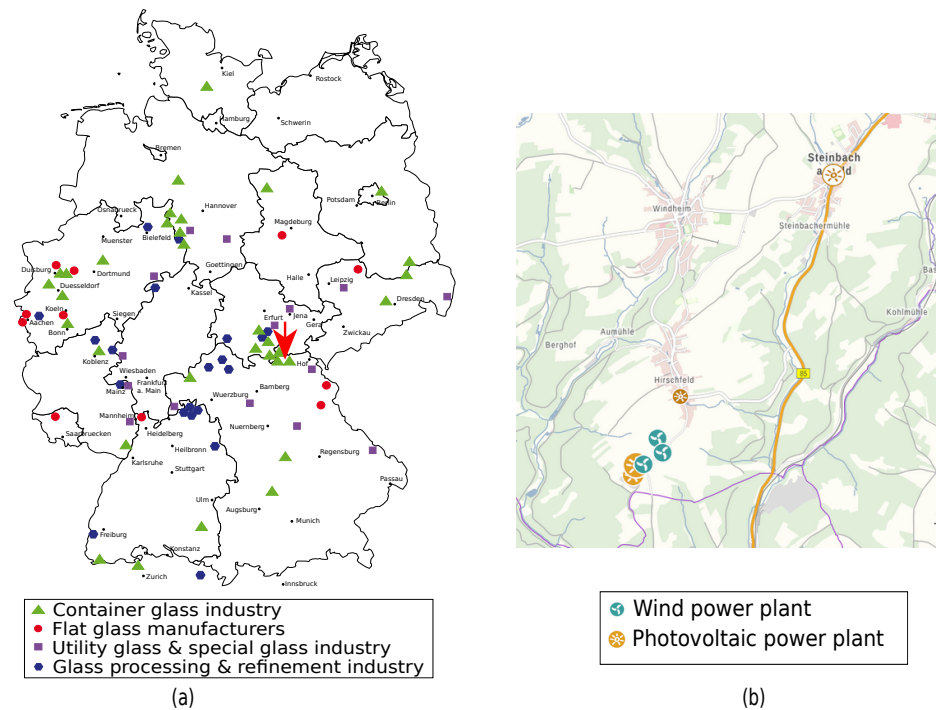 Kiel
Rostock
Hamburg
Schwerin
Bremen
Berlin
Potsdam
Osnabrueck
Hannover
Magdeburg
Muenster
Bielefeld
Duisburg
Dortmund
Goettingen
Halle
Leipzig
Duesseldorf
Kassel
Dresden
Koeln
Siegen
Erfurt
Jena
Gera
Aachen
Bonn
Zwickau
Koblenz
Hof
Wiesbaden
Frankfurt
a. Main
Mainz
Bamberg
Wuerzburg
Mannheim
Heidelberg
Nuernberg
Saarbruecken
Heilbronn
Regensburg
Karlsruhe
Stuttgart
Passau
Ulm
Augsburg
Munich
Freiburg
Konstanz
Zurich
Innsbruck
Container glass industry
Flat glass manufacturers
Utility glass & special glass industry
Glass processing & refinement industry
(a)
Steinbach
Windheim
Steinbachermühle
Bas
Kohlmühle
Aumühle
Berghof
Hirschfeld
85
Wind power plant
Photovoltaic power plant
(b)